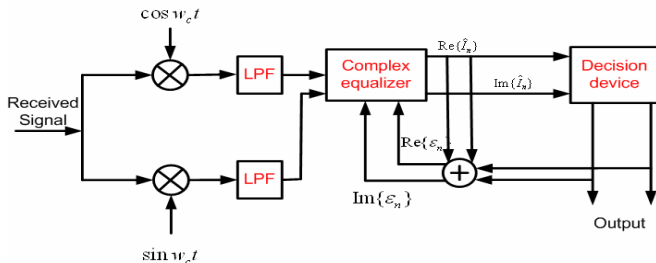 cos w_c t
LPF
Received
Signal
Complex
equalizer
Re{Î_n}
Im{Î_n}
Decision
device
Re{ε_n}
+
LPF
Im{ε_n}
Output
sin w_c t